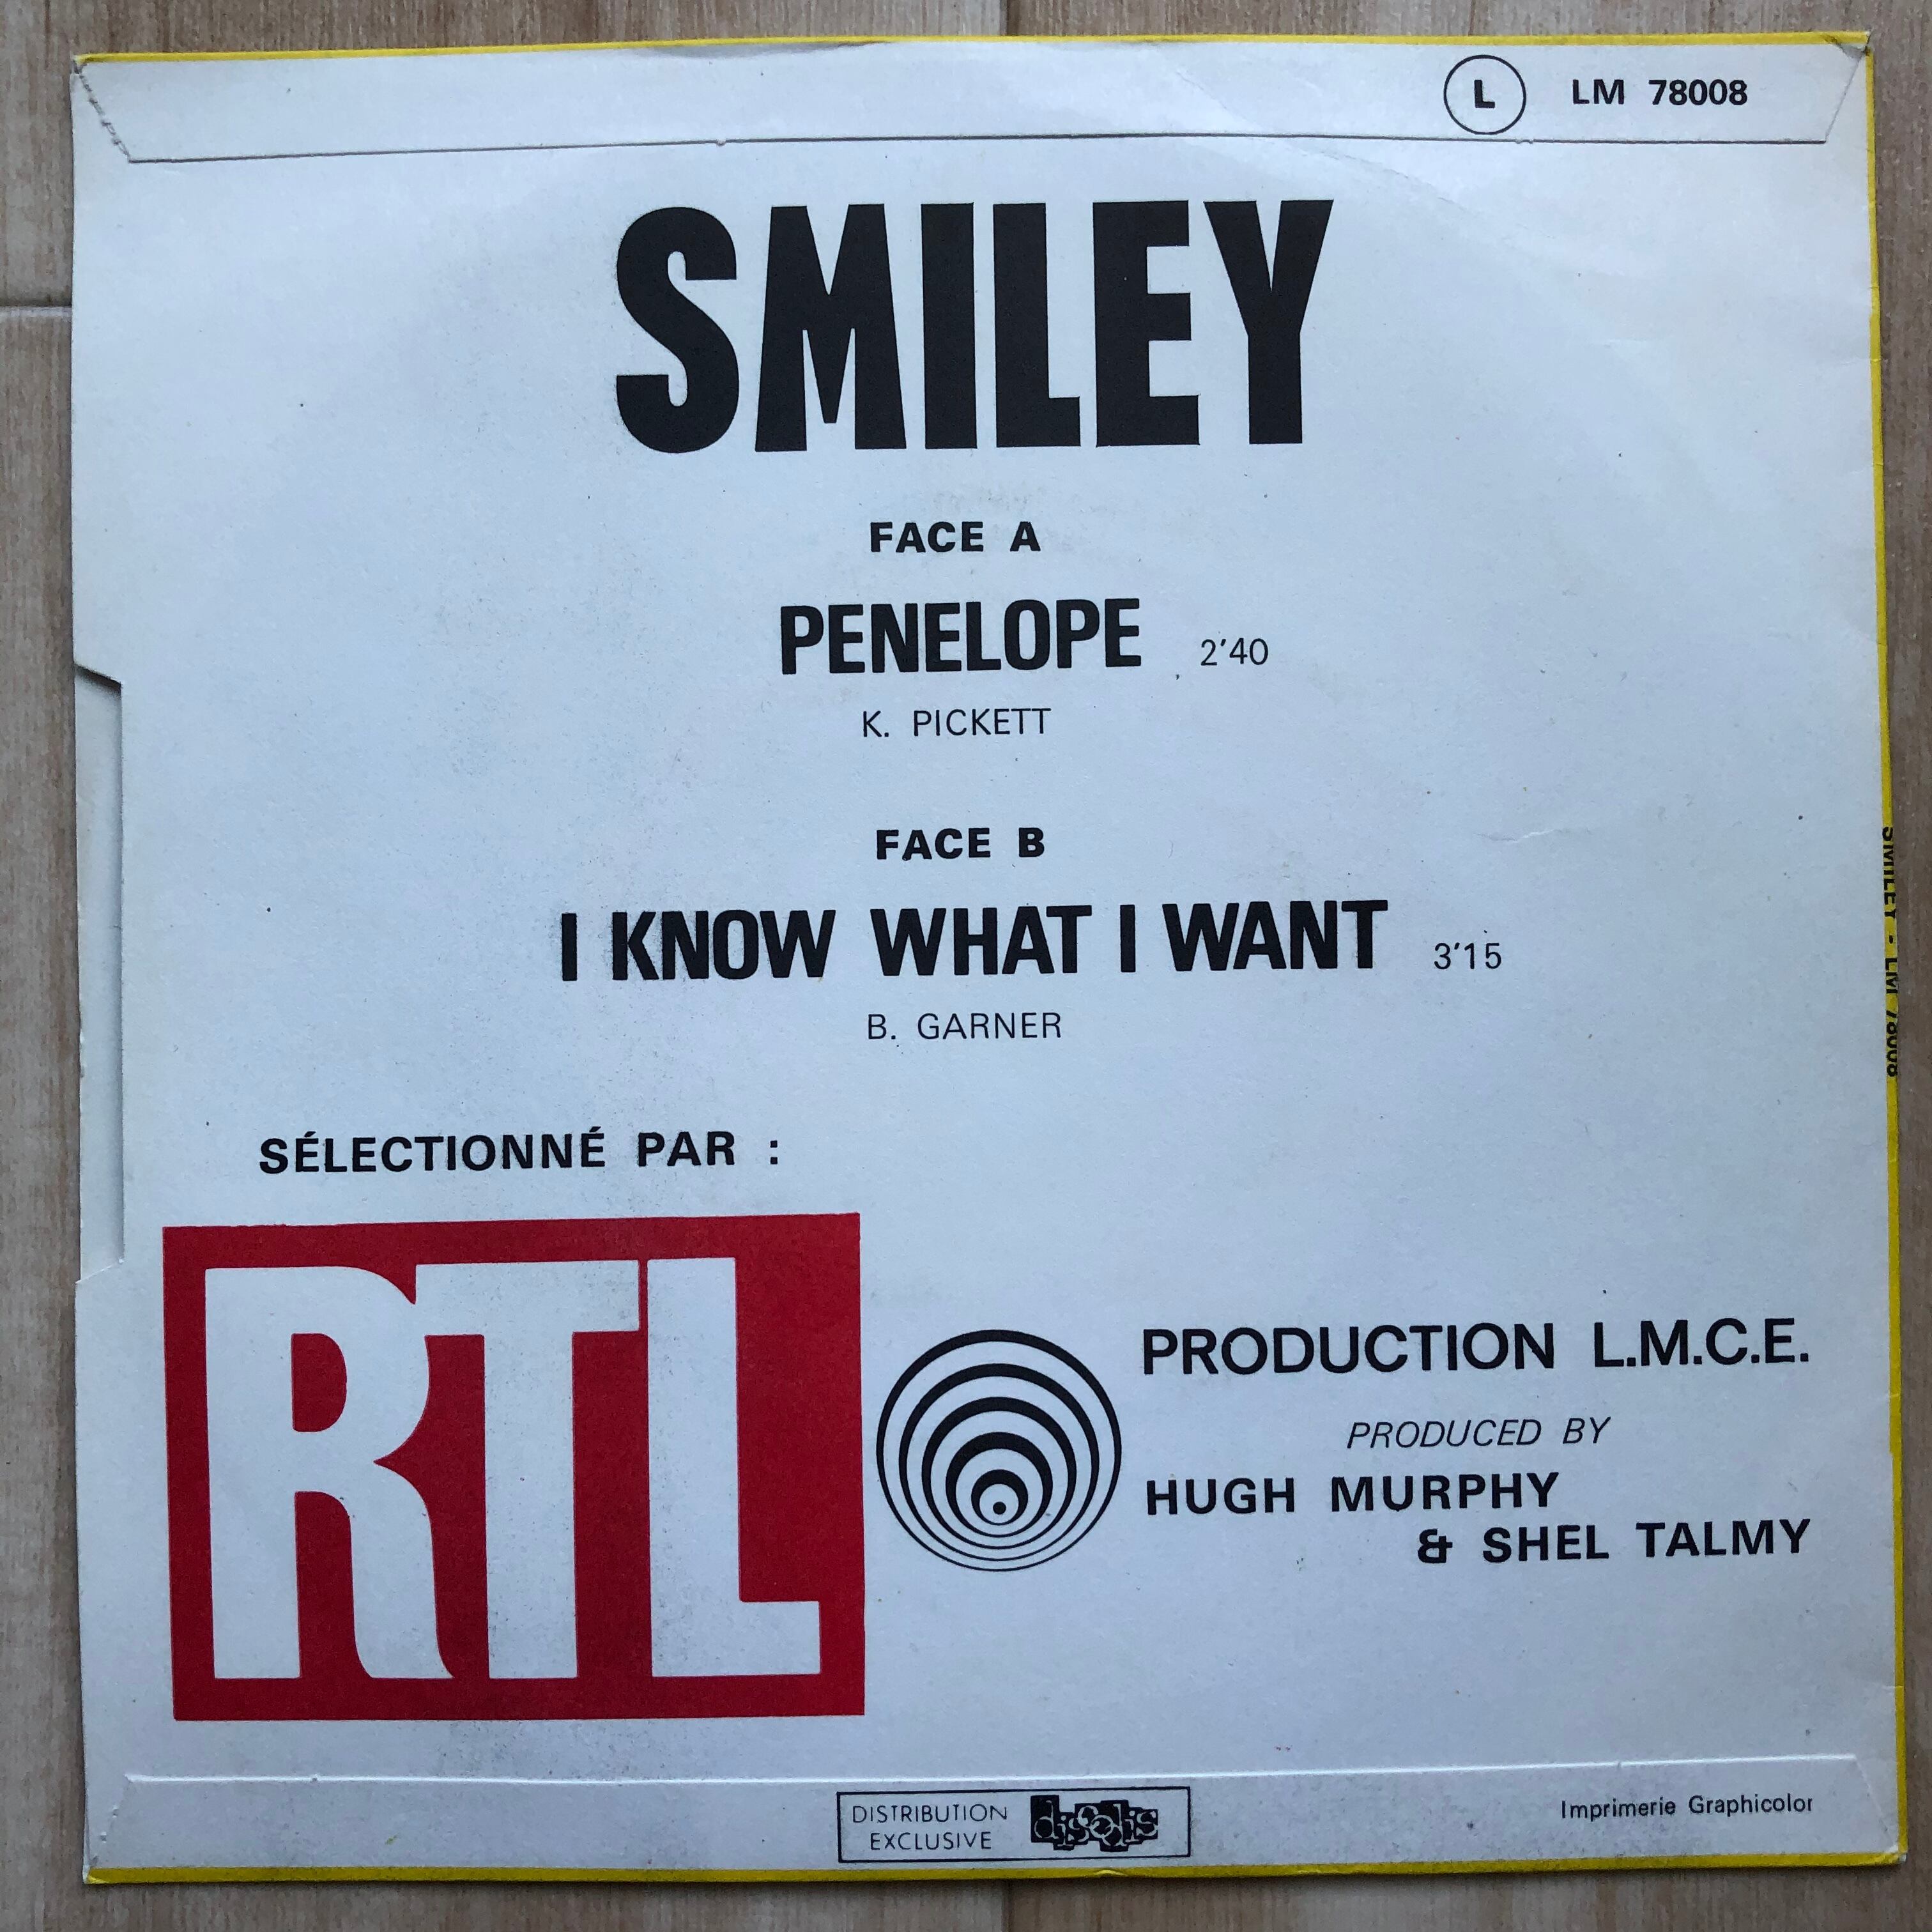 L LM 78008
SMILEY
FACE A
PENELOPE 2'40
K. PICKETT
FACE B
I KNOW WHAT I WANT 3'15
B. GARNER
SMILEY - LM 78008
SÉLECTIONNÉ PAR :
RTL
PRODUCTION L.M.C.E.
PRODUCED BY
HUGH MURPHY
& SHEL TALMY
DISTRIBUTION
EXCLUSIVE
discodis
Imprimerie Graphicolor